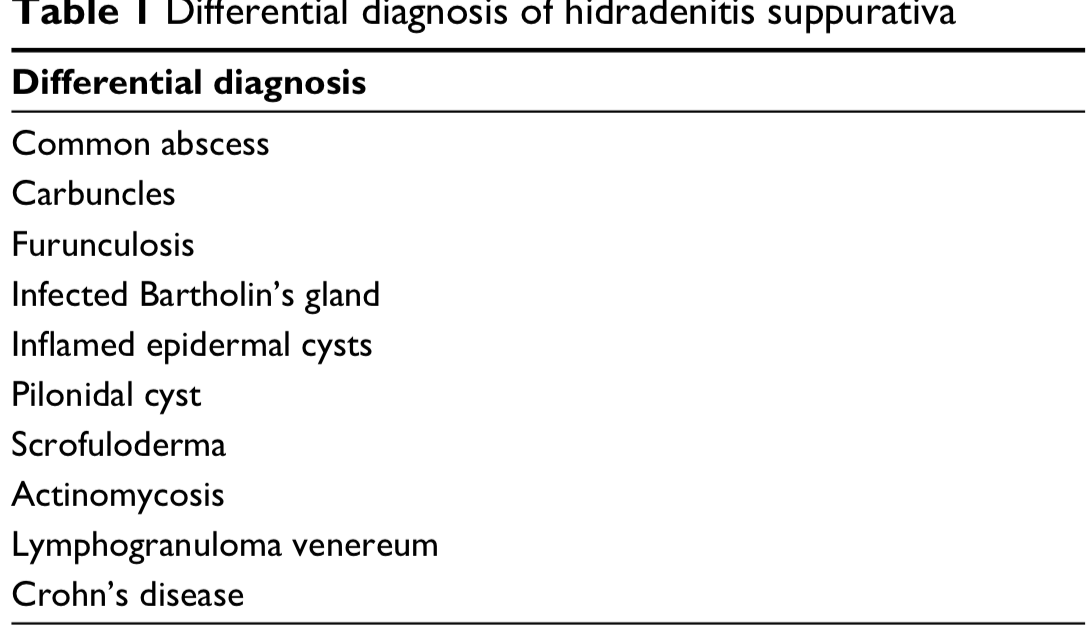 Table 1 Differential diagnosis of hidradenitis suppurativa
Differential diagnosis
Common abscess
Carbuncles
Furunculosis
Infected Bartholin’s gland
Inflamed epidermal cysts
Pilonidal cyst
Scrofuloderma
Actinomycosis
Lymphogranuloma venereum
Crohn’s disease